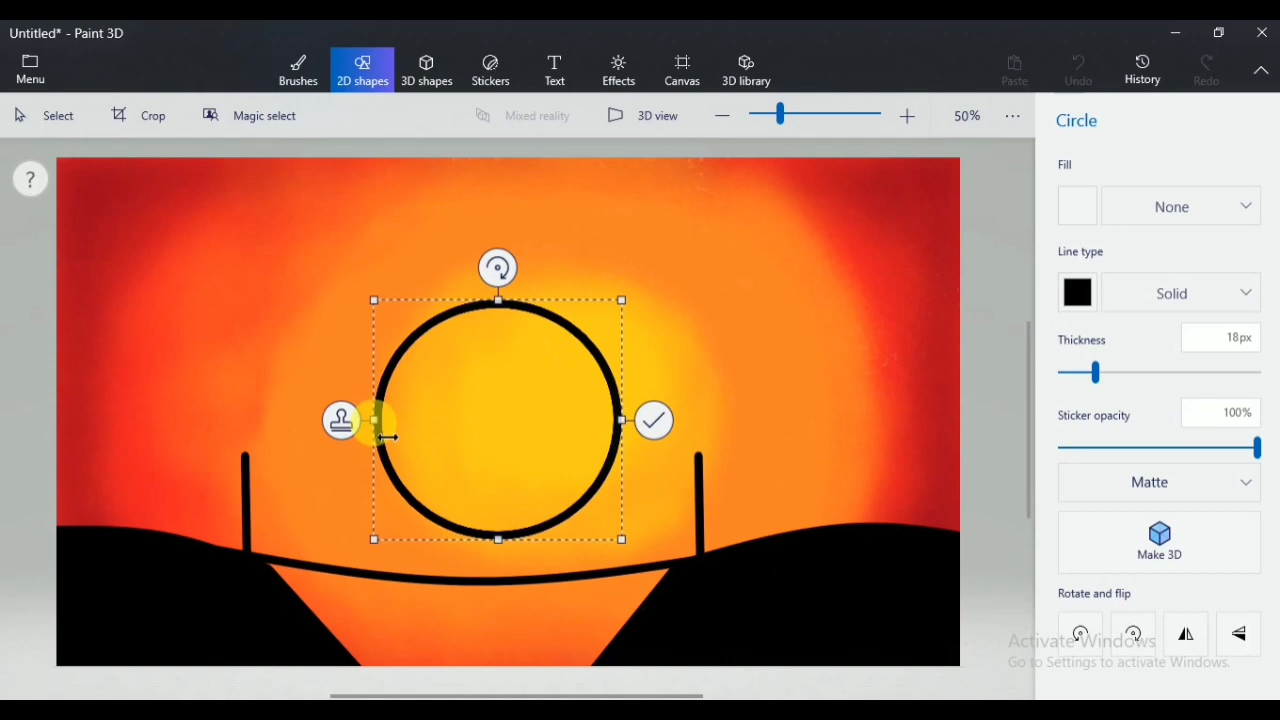 Untitled* - Paint 3D
Menu
Brushes
2D shapes
3D shapes
Stickers
Text
Effects
Canvas
3D library
Paste
Undo
History
Redo
Select
Crop
Magic select
Mixed reality
3D view
50%
Circle
?
Fill
None
Line type
Solid
Thickness
18px
Sticker opacity
100%
Matte
Make 3D
Rotate and flip
Activate Windows
Go to Settings to activate Windows.